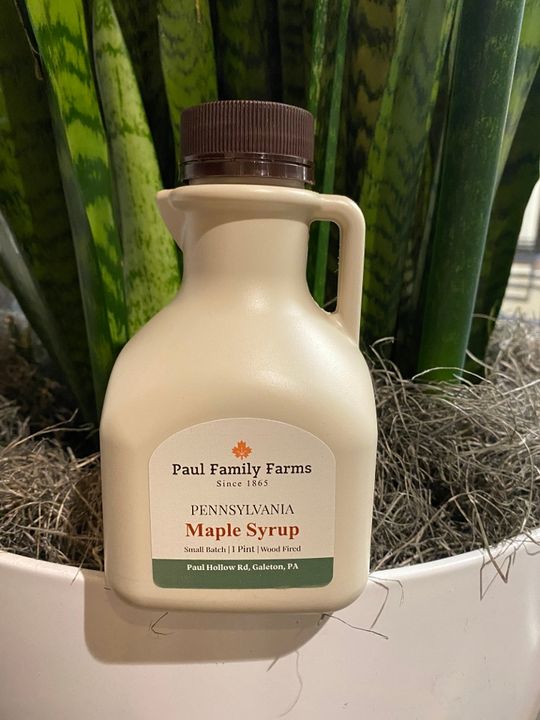 Paul Family Farms
Since 1865
PENNSYLVANIA
Maple Syrup
Small Batch | 1 Pint | Wood Fired
Paul Hollow Rd, Galeton, PA